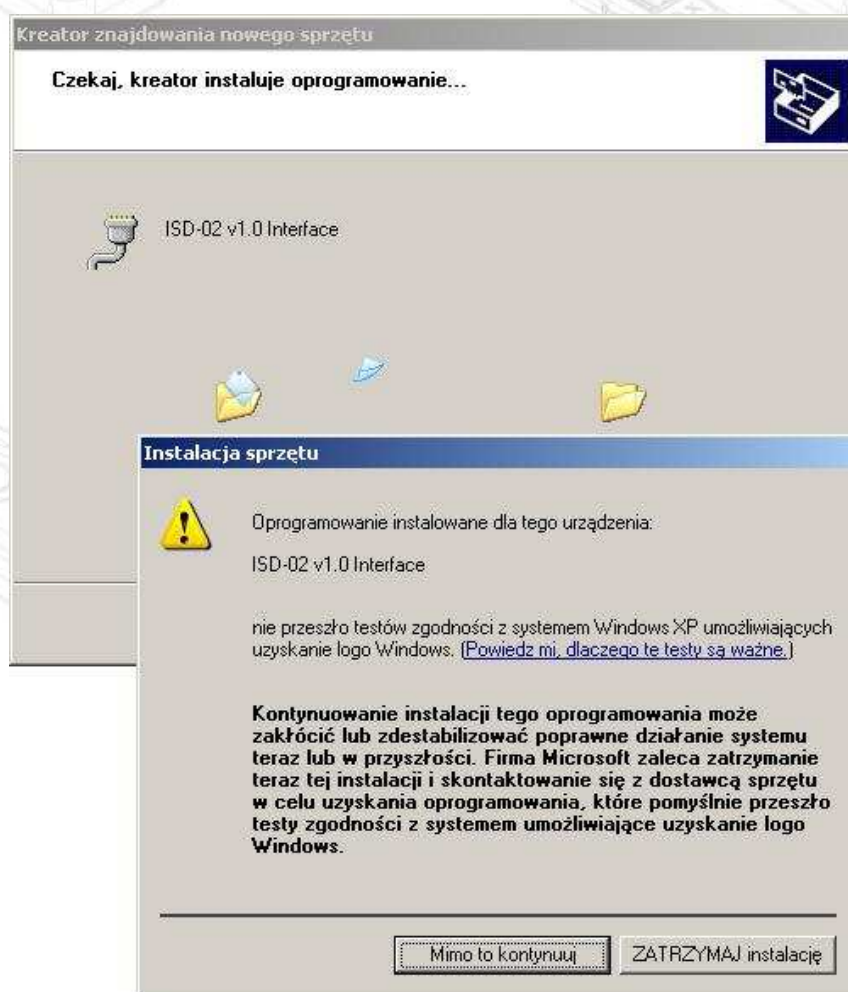 Kreator znajdowania nowego sprzętu
Czekaj, kreator instaluje oprogramowanie...
ISD-02 v1.0 Interface
Instalacja sprzętu
Oprogramowanie instalowane dla tego urządzenia:
ISD-02 v1.0 Interface
nie przeszło testów zgodności z systemem Windows XP umożliwiających
uzyskanie logo Windows. (Powiedz mi, dlaczego te testy są ważne.)
Kontynuowanie instalacji tego oprogramowania może
zakłócić lub zdestabilizować poprawne działanie systemu
teraz lub w przyszłości. Firma Microsoft zaleca zatrzymanie
teraz tej instalacji i skontaktowanie się z dostawcą sprzętu
w celu uzyskania oprogramowania, które pomyślnie przeszło
testy zgodności z systemem umożliwiające uzyskanie logo
Windows.
Mimo to kontynuuj
ZATRZYMAJ instalację